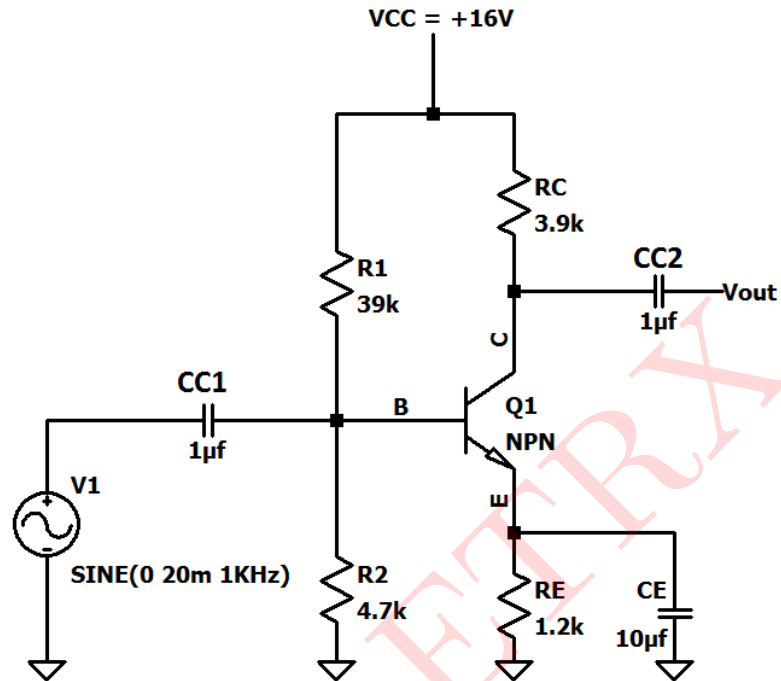 VCC = +16V
RC
3.9k
R1
39k
CC2
Vout
1µf
C
CC1
1µf
B
Q1
NPN
V1
E
SINE(0 20m 1KHz)
R2
4.7k
RE
1.2k
CE
10µf
ETRX